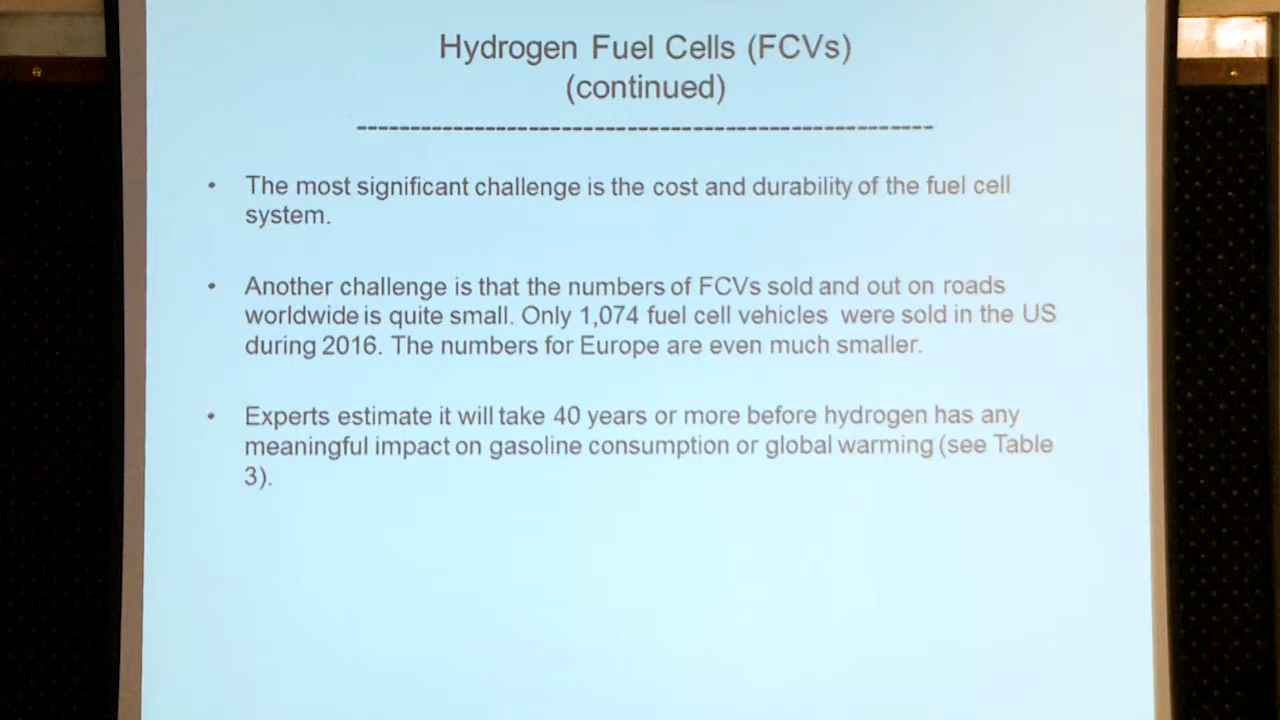 Hydrogen Fuel Cells (FCVs)
(continued)
------------------------------------------------------
• The most significant challenge is the cost and durability of the fuel cell
system.
• Another challenge is that the numbers of FCVs sold and out on roads
worldwide is quite small. Only 1,074 fuel cell vehicles were sold in the US
during 2016. The numbers for Europe are even much smaller.
• Experts estimate it will take 40 years or more before hydrogen has any
meaningful impact on gasoline consumption or global warming (see Table
3).